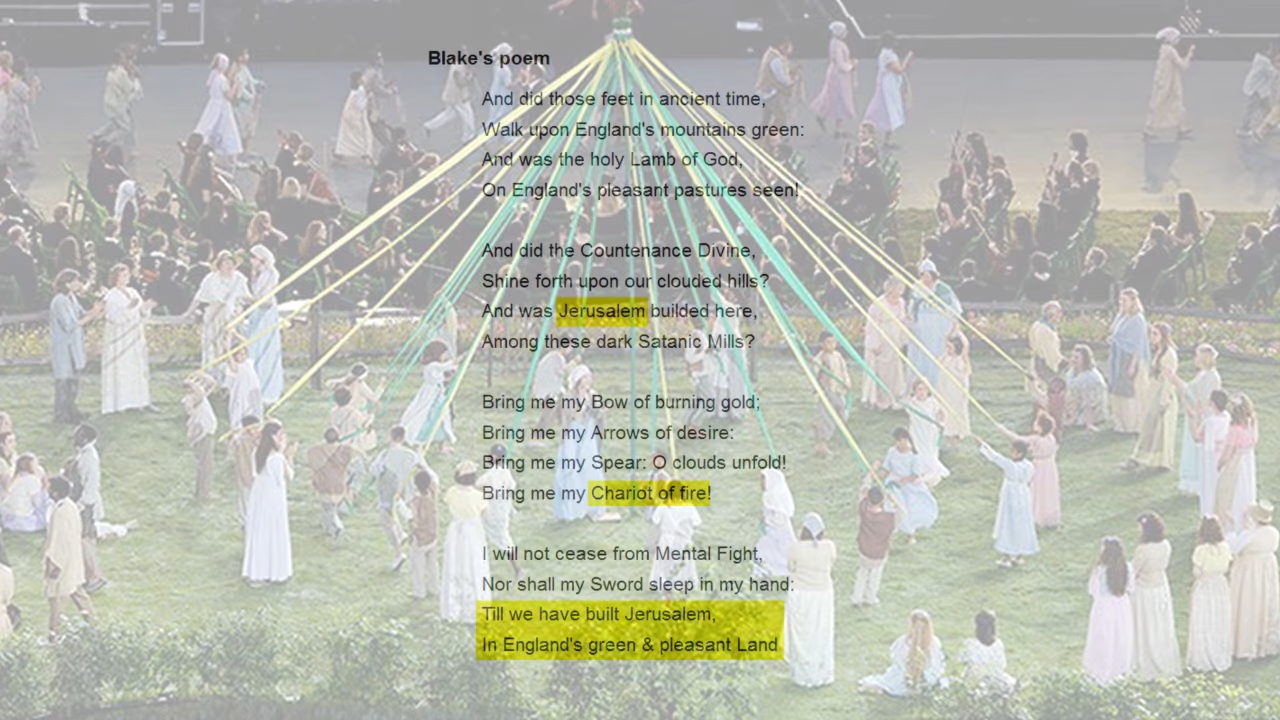 Blake's poem
And did those feet in ancient time,
Walk upon England's mountains green:
And was the holy Lamb of God,
On England's pleasant pastures seen!
And did the Countenance Divine,
Shine forth upon our clouded hills?
And was Jerusalem builded here,
Among these dark Satanic Mills?
Bring me my Bow of burning gold;
Bring me my Arrows of desire:
Bring me my Spear: O clouds unfold!
Bring me my Chariot of fire!
I will not cease from Mental Fight,
Nor shall my Sword sleep in my hand:
Till we have built Jerusalem,
In England's green & pleasant Land